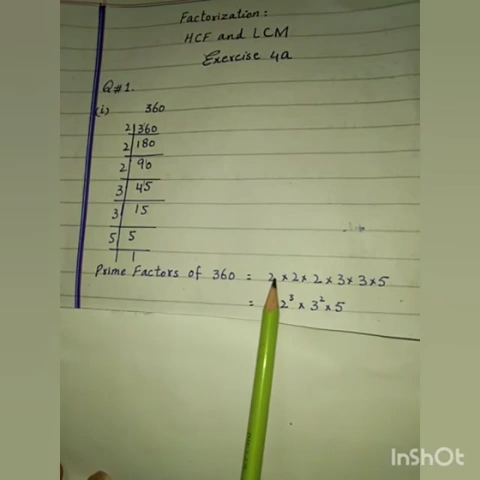 Factorization:
HCF and LCM
Exercise 4a
Q#1.
(i) 360
2 | 360
2 | 180
2 | 90
3 | 45
3 | 15
5 | 5
1
Prime Factors of 360 = 2 × 2 × 2 × 3 × 3 × 5
= 2³ × 3² × 5
InShOt